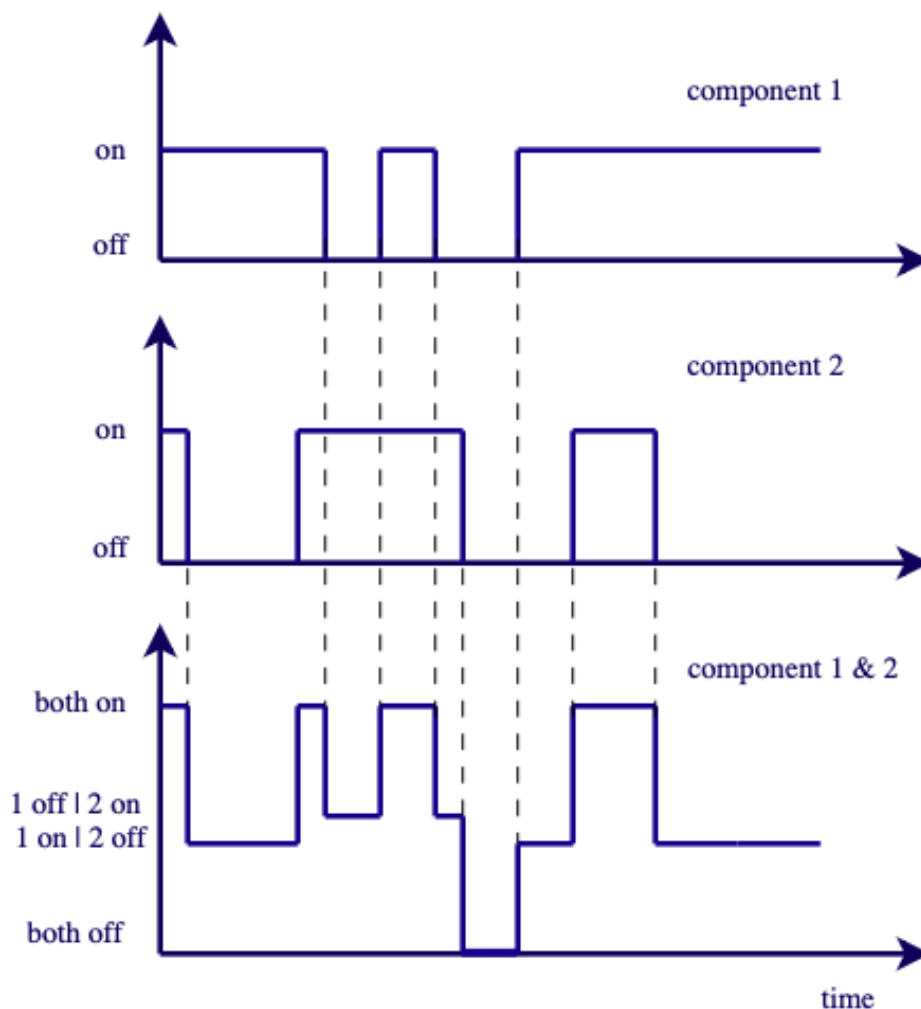 component 1
on
off
component 2
on
off
component 1 & 2
both on
1 off | 2 on
1 on | 2 off
both off
time